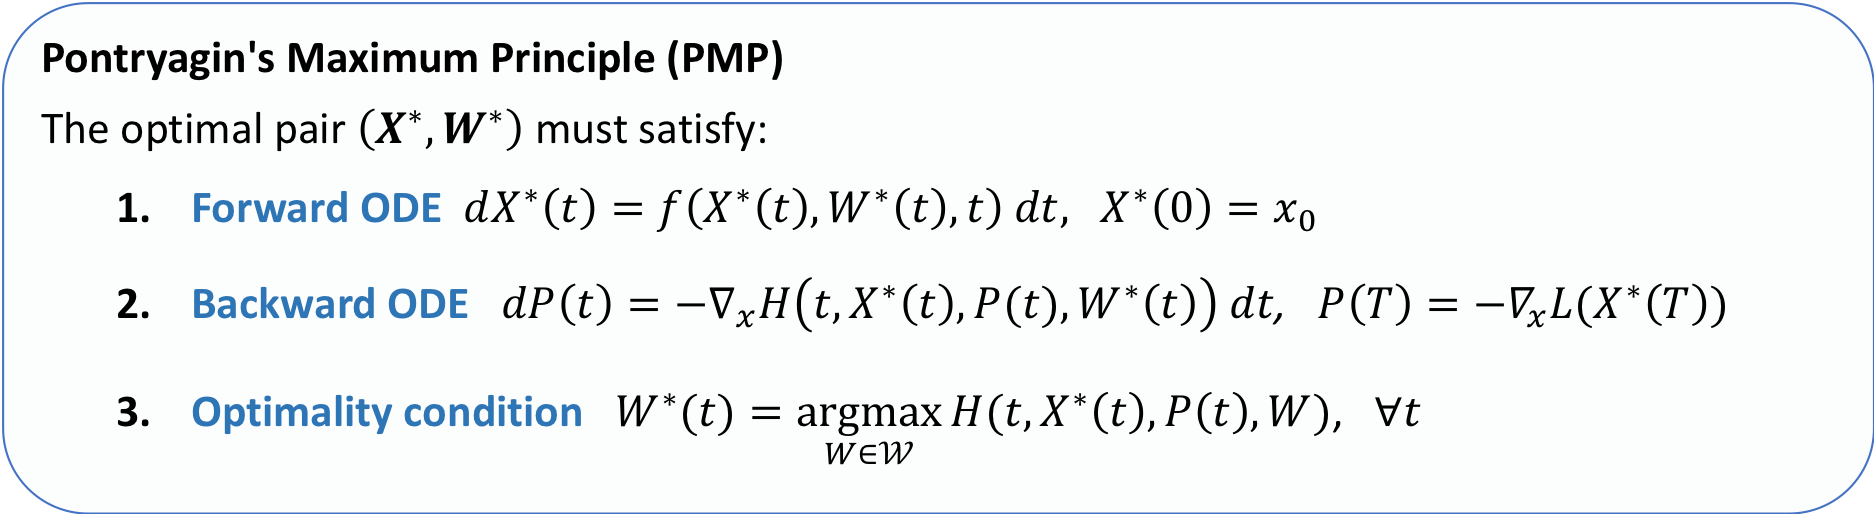 Pontryagin's Maximum Principle (PMP)
The optimal pair (𝑿*, 𝑾*) must satisfy:
1. Forward ODE dX*(t) = f(X*(t), W*(t), t) dt, X*(0) = x₀
2. Backward ODE dP(t) = −∇ₓH(t, X*(t), P(t), W*(t)) dt, P(T) = −∇ₓL(X*(T))
3. Optimality condition W*(t) = argmax H(t, X*(t), P(t), W), ∀t
W∈𝒲